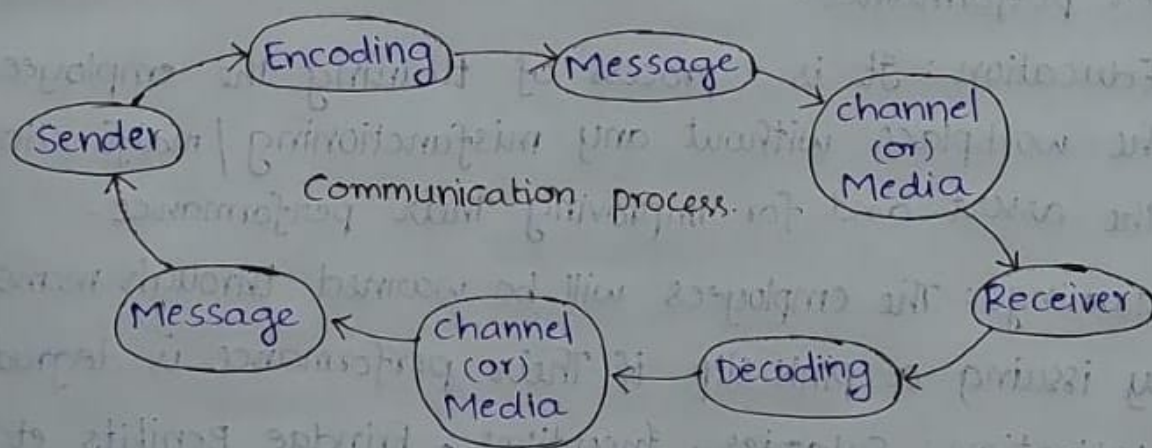 Encoding
Message
Sender
channel
(or)
Media
Communication process.
Receiver
Message
channel
(or)
Media
Decoding